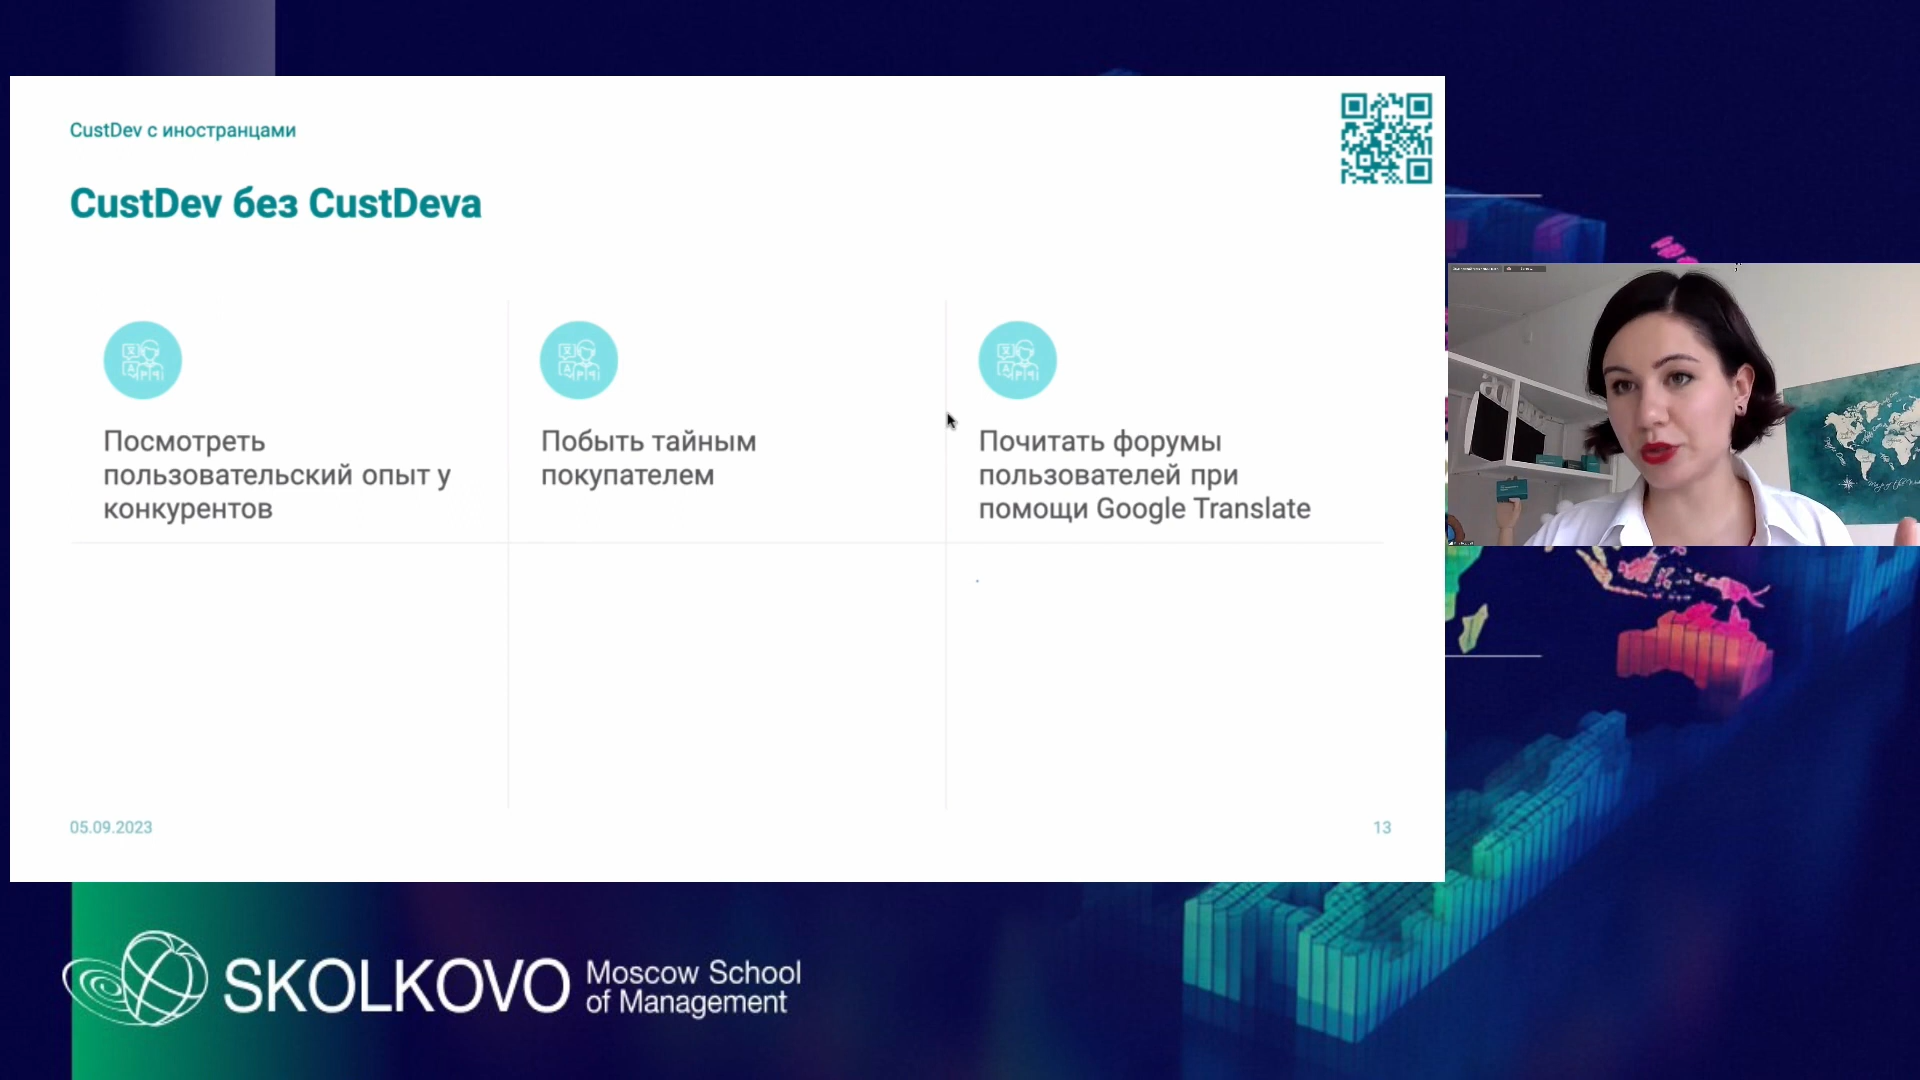 CustDev с иностранцами
CustDev без CustDevа
Посмотреть
пользовательский опыт у
конкурентов
Побыть тайным
покупателем
Почитать форумы
пользователей при
помощи Google Translate
05.09.2023
13
SKOLKOVO
Moscow School
of Management